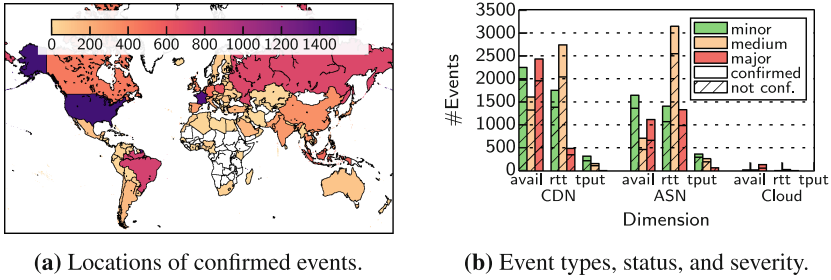 0 200 400 600 800 1000 1200 1400
(a) Locations of confirmed events.
3500
3000
2500
2000
1500
1000
500
0
#Events
minor
medium
major
confirmed
not conf.
avail rtt tput avail rtt tput avail rtt tput
CDN ASN Cloud
Dimension
(b) Event types, status, and severity.